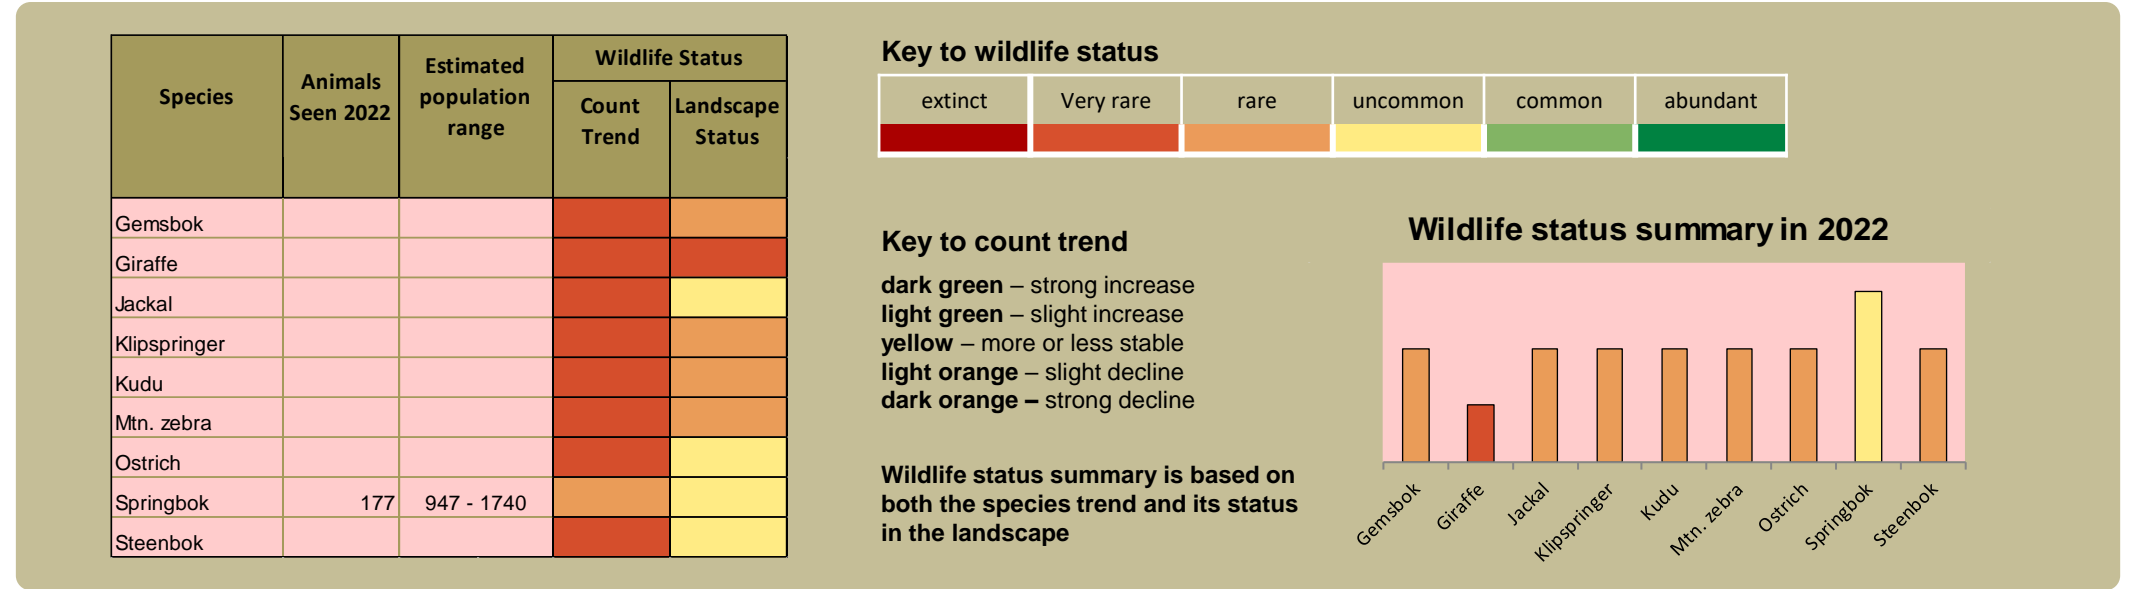 Species
Animals
Seen 2022
Estimated
population
range
Wildlife Status
Count
Trend
Landscape
Status
Gemsbok
Giraffe
Jackal
Klipspringer
Kudu
Mtn. zebra
Ostrich
Springbok 177 947 - 1740
Steenbok
Key to wildlife status
extinct Very rare rare uncommon common abundant
Key to count trend
dark green – strong increase
light green – slight increase
yellow – more or less stable
light orange – slight decline
dark orange – strong decline
Wildlife status summary is based on
both the species trend and its status
in the landscape
Wildlife status summary in 2022
Gemsbok
Giraffe
Jackal
Klipspringer
Kudu
Mtn. zebra
Ostrich
Springbok
Steenbok